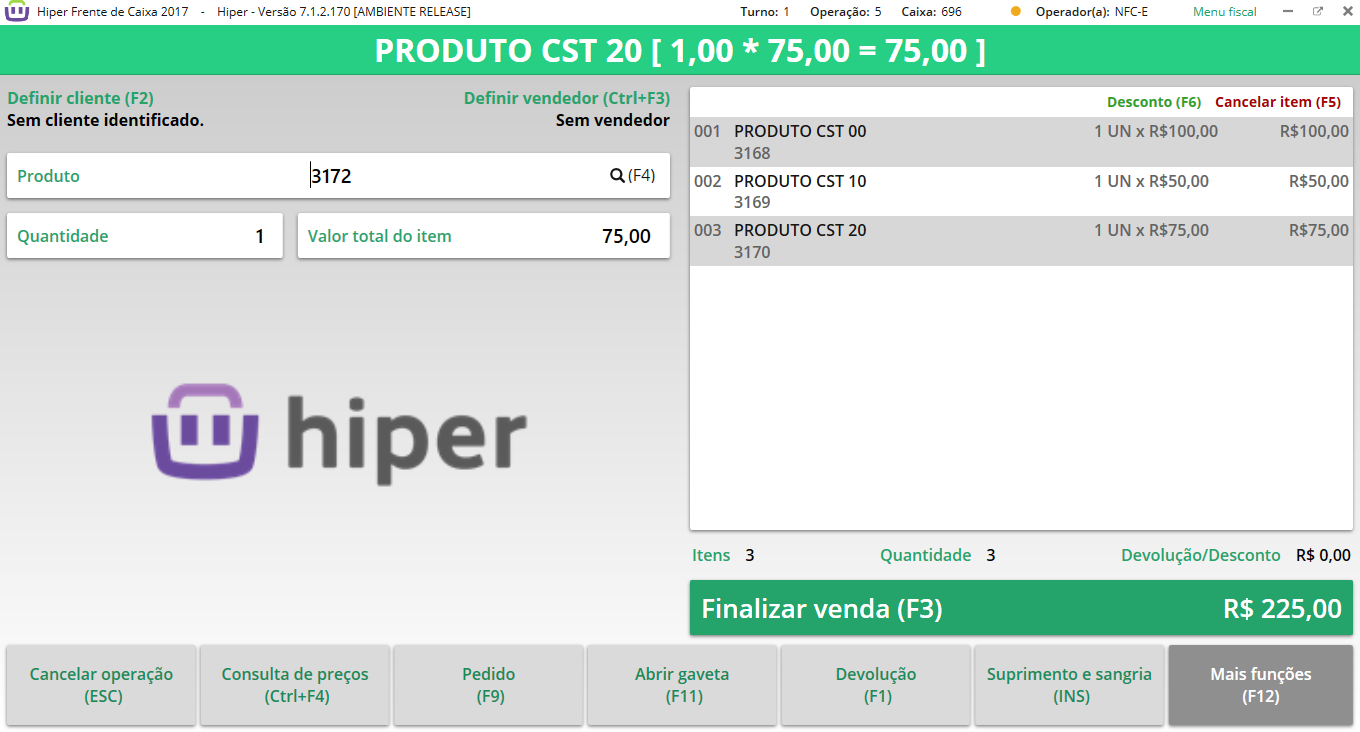 Hiper Frente de Caixa 2017 - Hiper - Versão 7.1.2.170 [AMBIENTE RELEASE] Turno: 1 Operação: 5 Caixa: 696 Operador(a): NFC-E Menu fiscal
PRODUTO CST 20 [ 1,00 * 75,00 = 75,00 ]
Definir cliente (F2) Definir vendedor (Ctrl+F3)
Sem cliente identificado. Sem vendedor
Produto 3172 (F4)
Quantidade 1 Valor total do item 75,00
hiper
Desconto (F6) Cancelar item (F5)
001 PRODUTO CST 00 1 UN x R$100,00 R$100,00
3168
002 PRODUTO CST 10 1 UN x R$50,00 R$50,00
3169
003 PRODUTO CST 20 1 UN x R$75,00 R$75,00
3170
Itens 3 Quantidade 3 Devolução/Desconto R$ 0,00
Finalizar venda (F3) R$ 225,00
Cancelar operação
(ESC)
Consulta de preços
(Ctrl+F4)
Pedido
(F9)
Abrir gaveta
(F11)
Devolução
(F1)
Suprimento e sangria
(INS)
Mais funções
(F12)